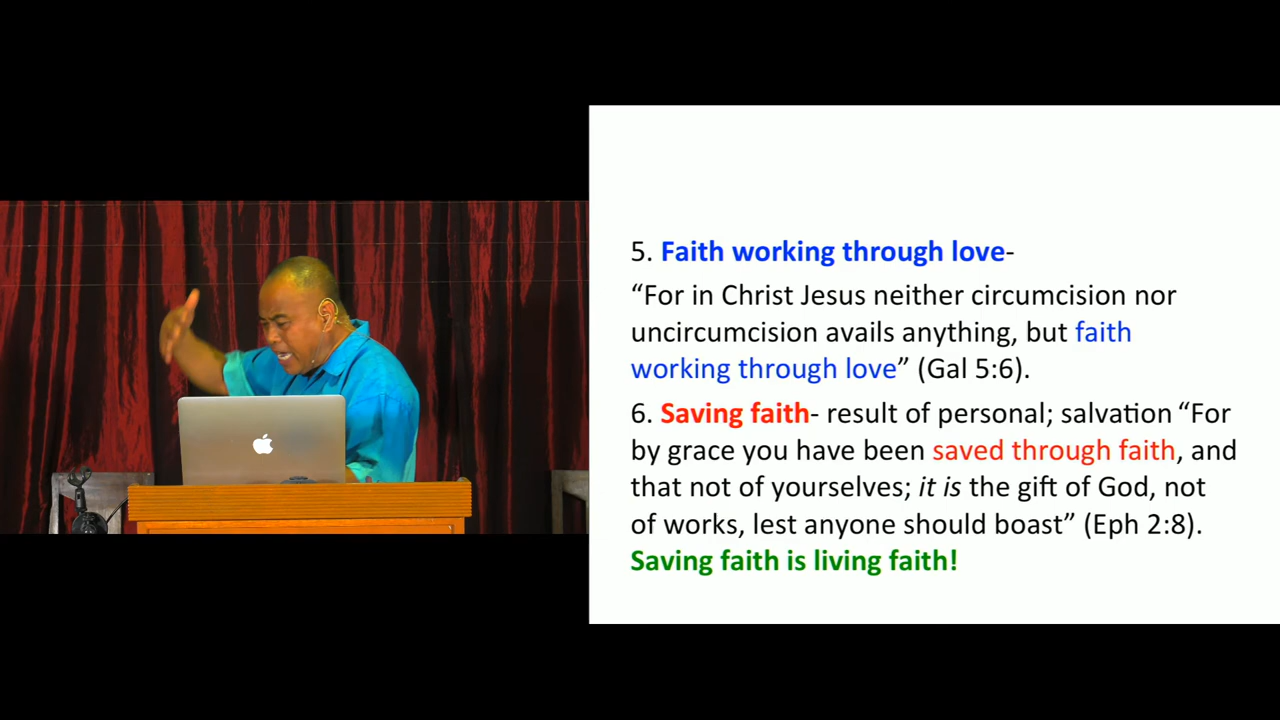 5. Faith working through love-
“For in Christ Jesus neither circumcision nor
uncircumcision avails anything, but faith
working through love” (Gal 5:6).
6. Saving faith- result of personal; salvation “For
by grace you have been saved through faith, and
that not of yourselves; it is the gift of God, not
of works, lest anyone should boast” (Eph 2:8).
Saving faith is living faith!